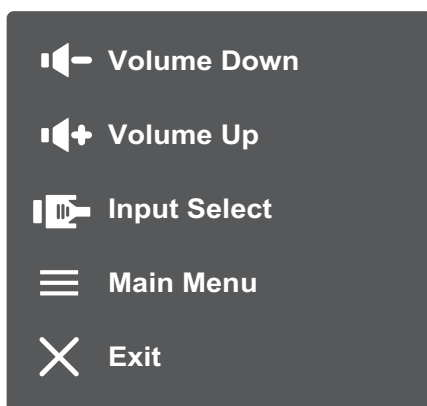 Volume Down
Volume Up
Input Select
Main Menu
Exit